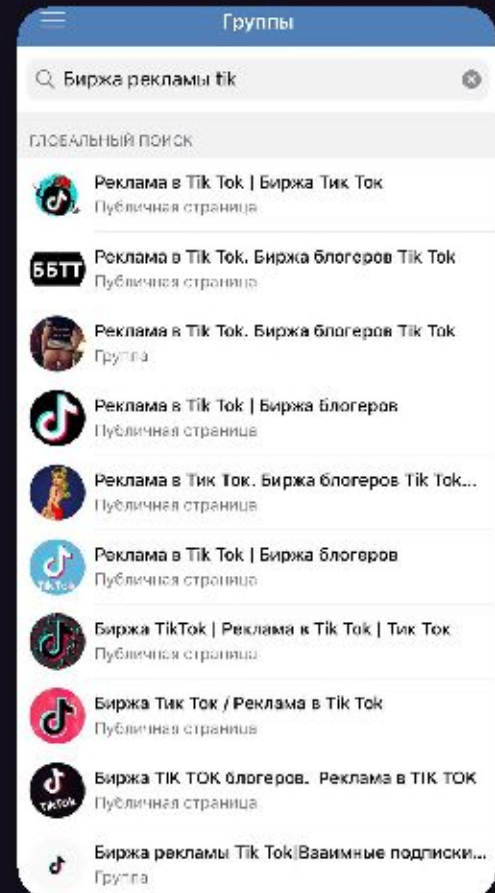 Группы
Биржа рекламы tik
ГЛОБАЛЬНЫЙ ПОИСК
Реклама в Tik Tok | Биржа Тик Ток
Публичная страница
ББТТ
Реклама в Tik Tok. Биржа блогеров Tik Tok
Публичная страница
Реклама в Tik Tok. Биржа блогеров Tik Tok
Группа
Реклама в Tik Tok | Биржа блогеров
Публичная страница
Реклама в Тик Ток. Биржа блогеров Tik Tok...
Публичная страница
TikTok
Реклама в Tik Tok | Биржа блогеров
Публичная страница
Биржа TikTok | Реклама в Tik Tok | Тик Ток
Публичная страница
Биржа Тик Ток / Реклама в Tik Tok
Публичная страница
TikTok
Биржа TIK TOK блогеров. Реклама в TIK TOK
Публичная страница
Биржа рекламы Tik Tok|Взаимные подписки...
Группа